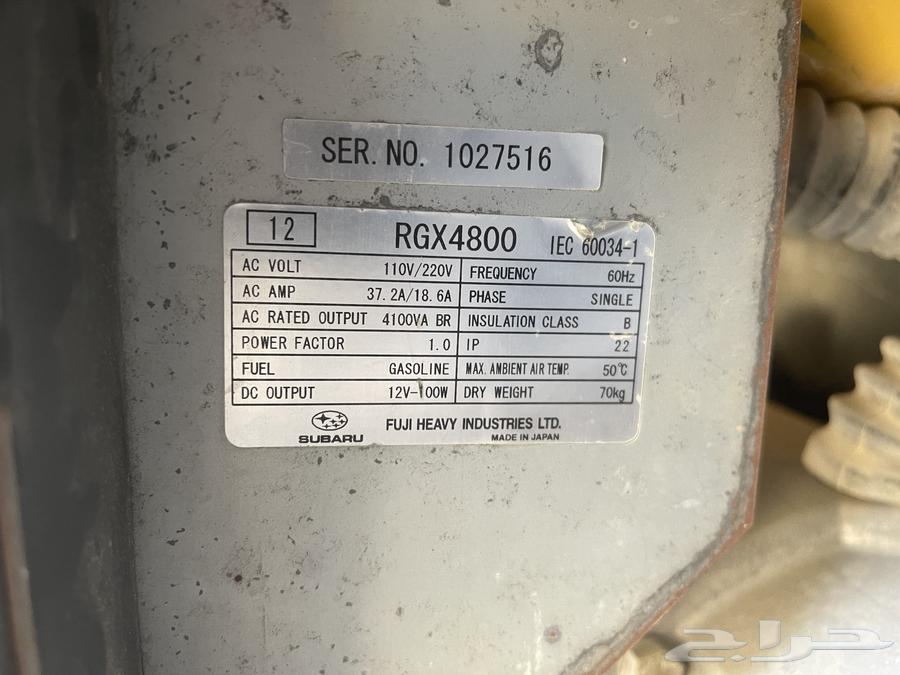 SER. NO. 1027516
12 RGX4800 IEC 60034-1
AC VOLT 110V/220V FREQUENCY 60Hz
AC AMP 37.2A/18.6A PHASE SINGLE
AC RATED OUTPUT 4100VA BR INSULATION CLASS B
POWER FACTOR 1.0 IP 22
FUEL GASOLINE MAX. AMBIENT AIR TEMP. 50℃
DC OUTPUT 12V-100W DRY WEIGHT 70kg
SUBARU FUJI HEAVY INDUSTRIES LTD.
MADE IN JAPAN
حراج